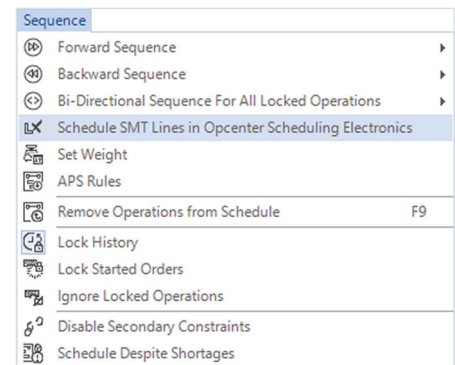 Sequence
Forward Sequence
Backward Sequence
Bi-Directional Sequence For All Locked Operations
Schedule SMT Lines in Opcenter Scheduling Electronics
Set Weight
APS Rules
Remove Operations from Schedule F9
Lock History
Lock Started Orders
Ignore Locked Operations
Disable Secondary Constraints
Schedule Despite Shortages